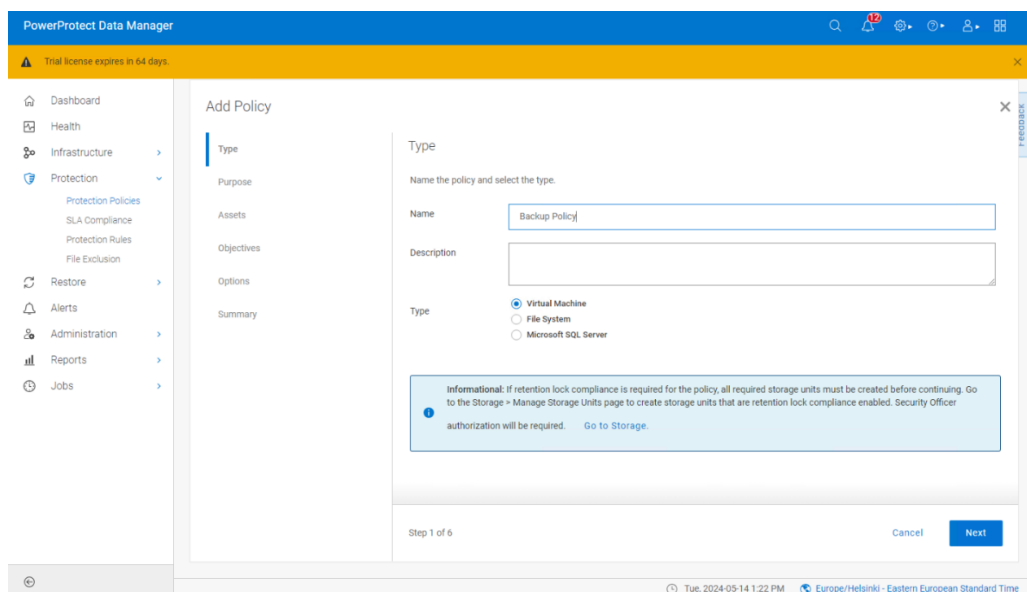 PowerProtect Data Manager
12
Trial license expires in 64 days.
Dashboard
Health
Infrastructure
Protection
Protection Policies
SLA Compliance
Protection Rules
File Exclusion
Restore
Alerts
Administration
Reports
Jobs
Add Policy
Type
Purpose
Assets
Objectives
Options
Summary
Type
Name the policy and select the type.
Name
Backup Policy
Description
Type
Virtual Machine
File System
Microsoft SQL Server
Informational: If retention lock compliance is required for the policy, all required storage units must be created before continuing. Go
to the Storage > Manage Storage Units page to create storage units that are retention lock compliance enabled. Security Officer
authorization will be required. Go to Storage.
Step 1 of 6
Cancel
Next
Feedback
Tue, 2024-05-14 1:22 PM
Europe/Helsinki - Eastern European Standard Time